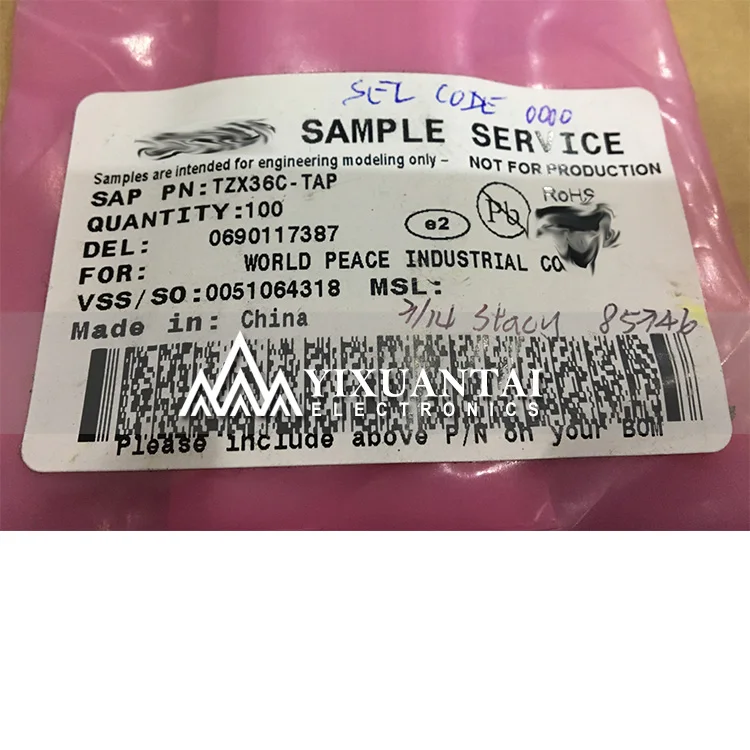 SEL CODE 0000
SAMPLE SERVICE
Samples are intended for engineering modeling only – NOT FOR PRODUCTION
SAP PN:TZX36C-TAP
QUANTITY:100
e2
Pb
RoHS
DEL: 0690117387
FOR: WORLD PEACE INDUSTRIAL CO
VSS/SO:0051064318 MSL:
7/14 Stacy 85746
Made in: China
YIXUANTAI
ELECTRONICS
Please include above P/N on your BOM